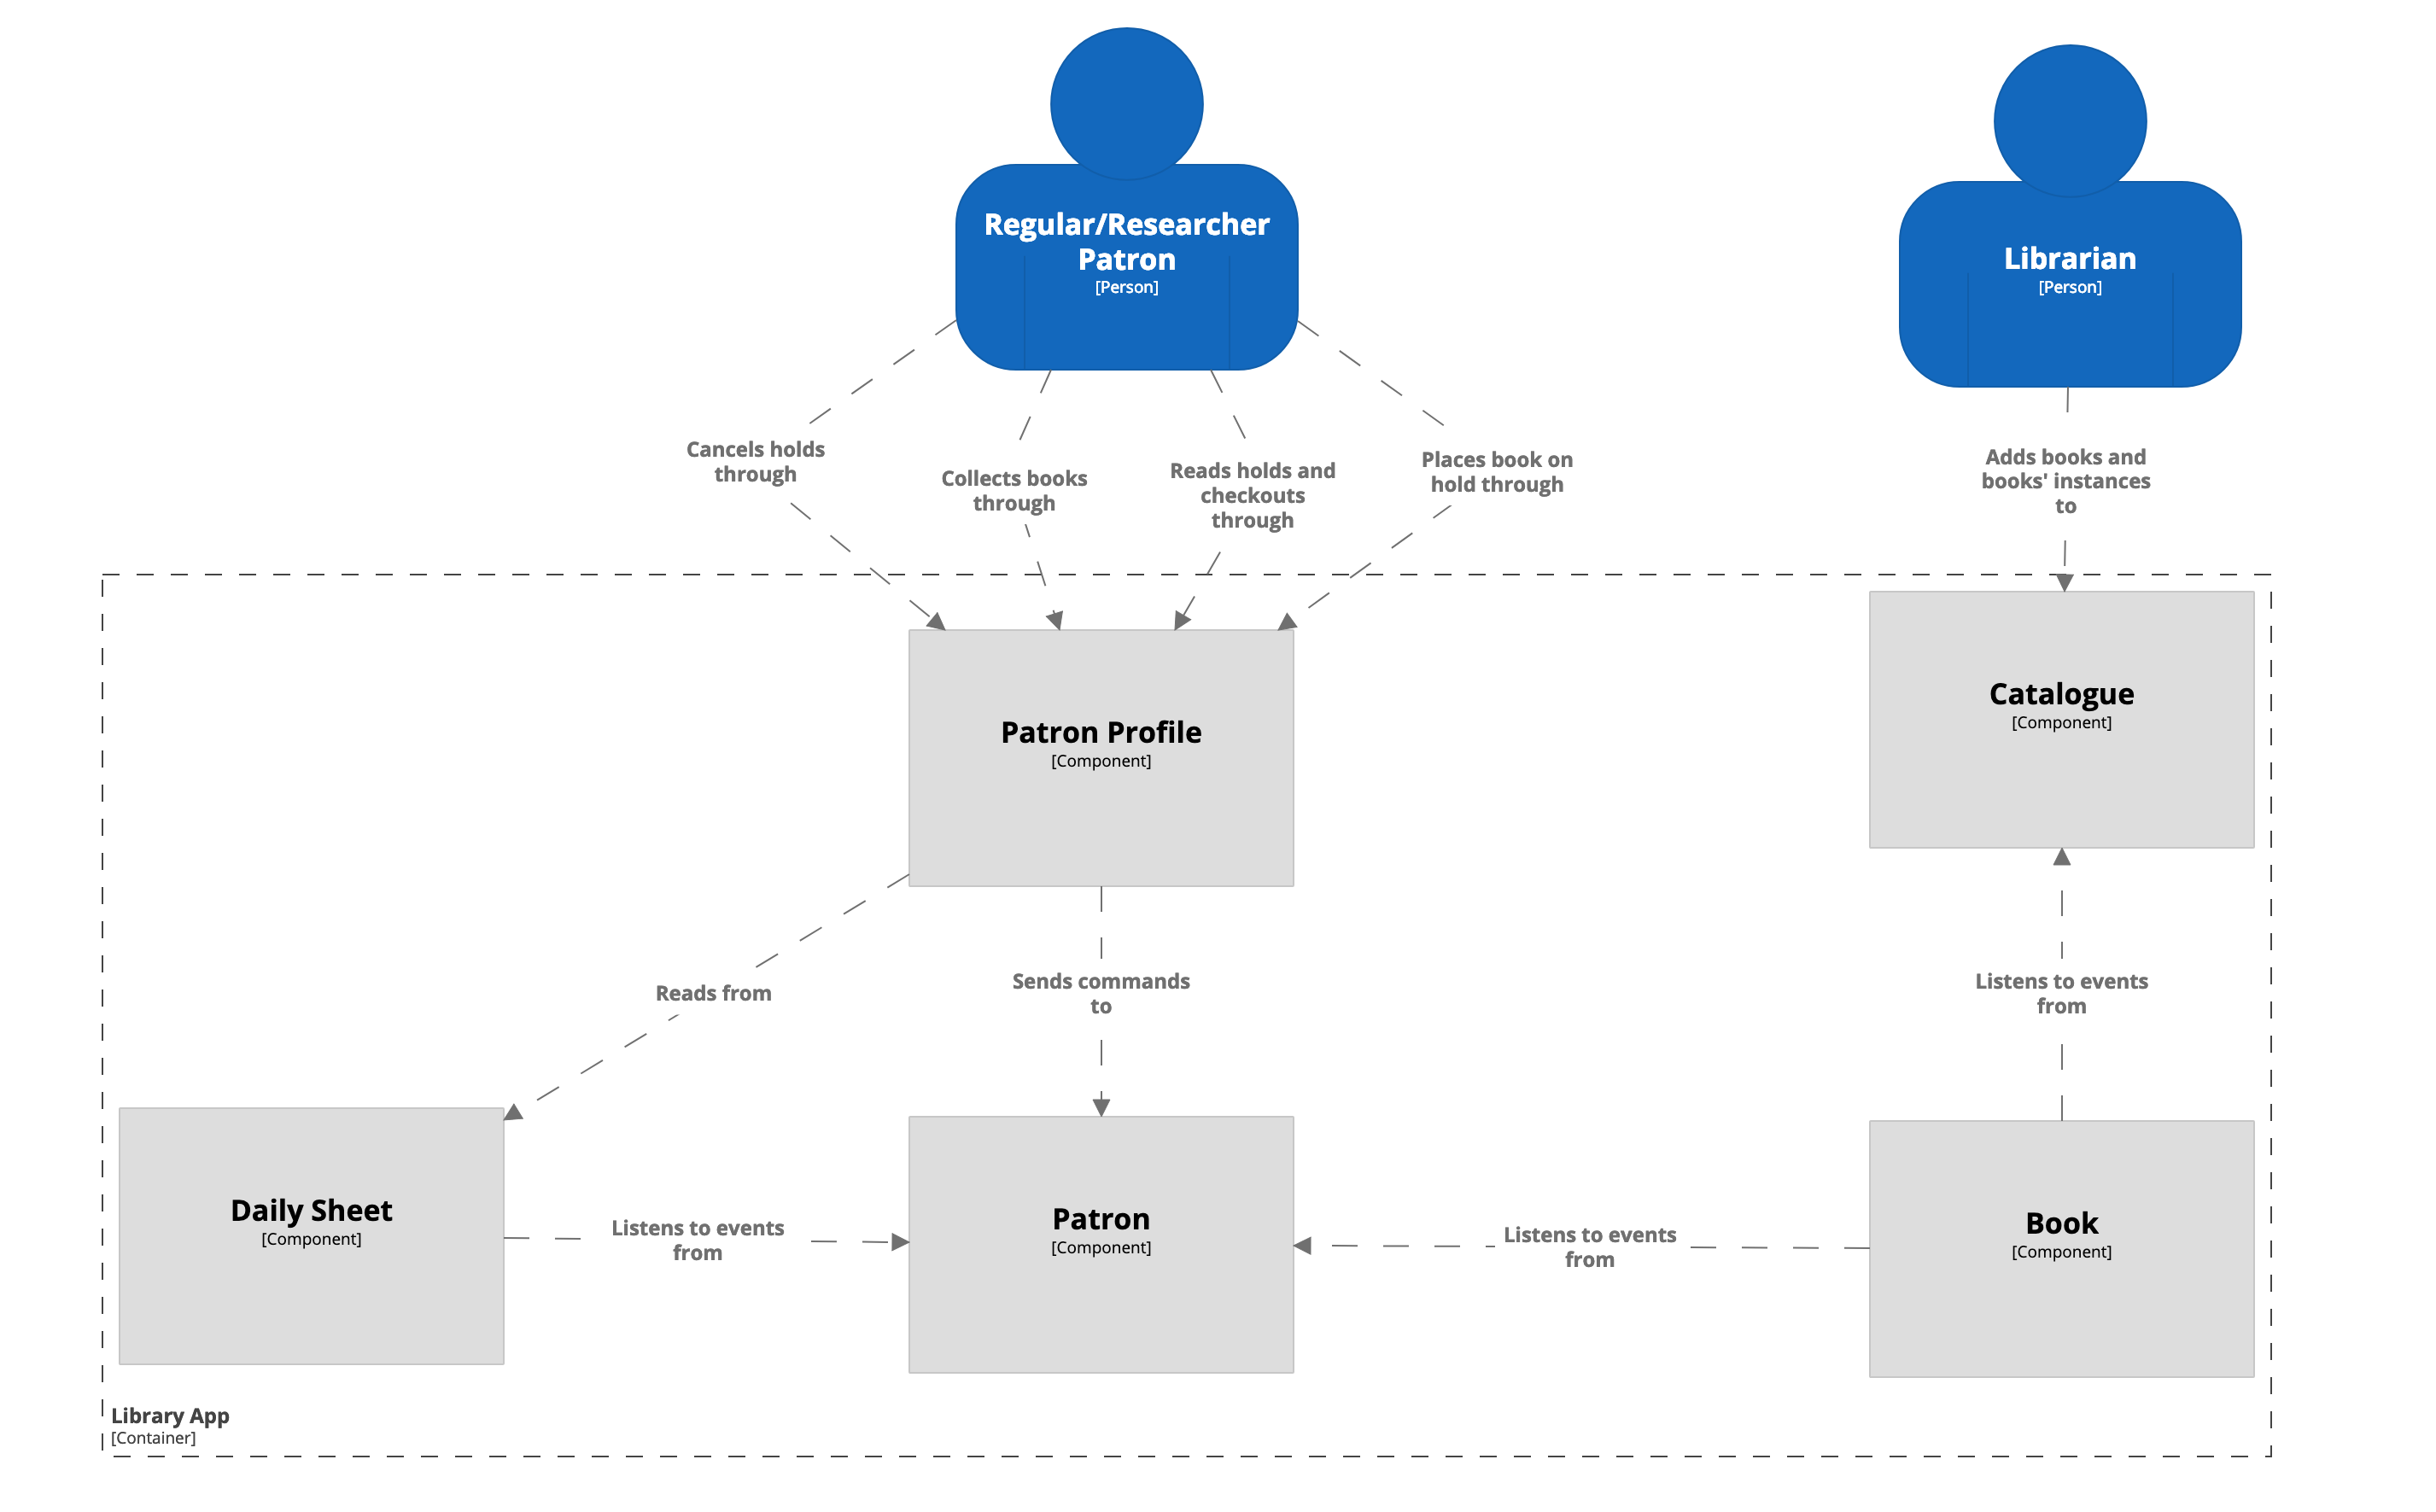 Regular/Researcher
Patron
[Person]
Librarian
[Person]
Cancels holds
through
Collects books
through
Reads holds and
checkouts
through
Places book on
hold through
Adds books and
books' instances
to
Patron Profile
[Component]
Catalogue
[Component]
Reads from
Sends commands
to
Listens to events
from
Daily Sheet
[Component]
Listens to events
from
Patron
[Component]
Listens to events
from
Book
[Component]
Library App
[Container]